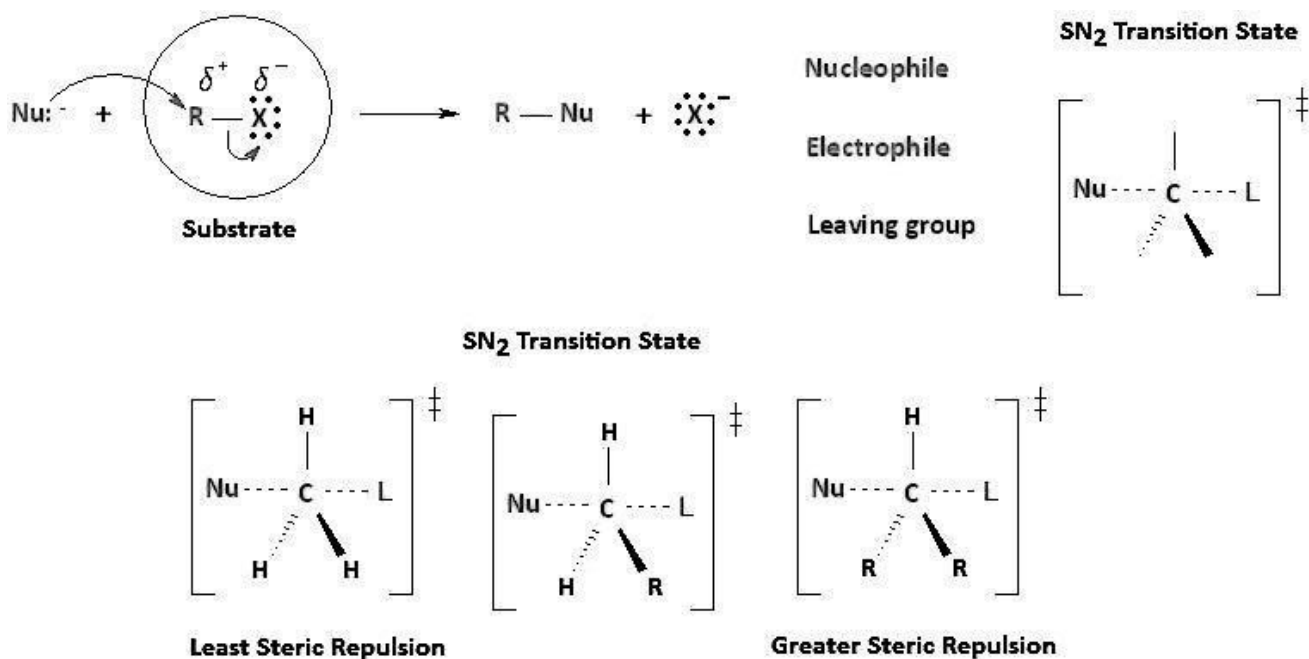 Nu:⁻ + R — X → R — Nu + X⁻
δ⁺ δ⁻
Substrate
Nucleophile
Electrophile
Leaving group
SN₂ Transition State
‡
Nu C L
SN₂ Transition State
‡
H
Nu C L
H H
Least Steric Repulsion
‡
H
Nu C L
H R
‡
H
Nu C L
R R
Greater Steric Repulsion